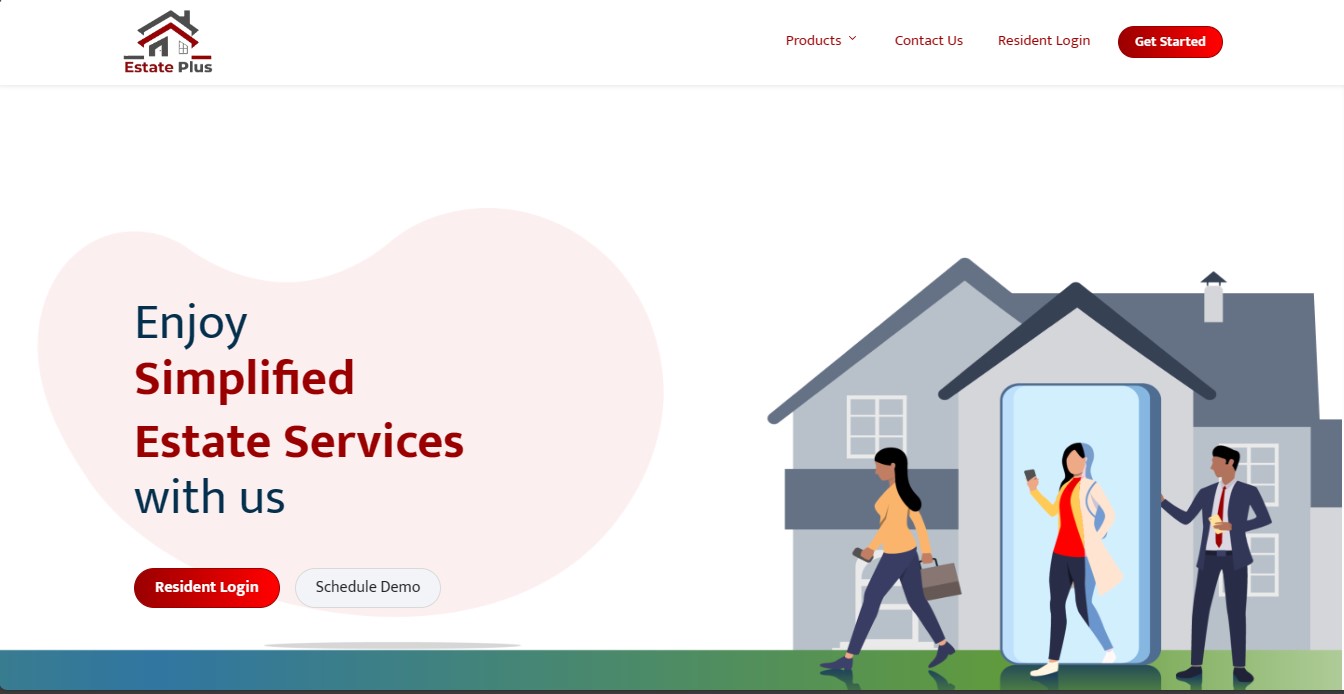 Estate Plus
Products
Contact Us
Resident Login
Get Started
Enjoy
Simplified
Estate Services
with us
Resident Login
Schedule Demo